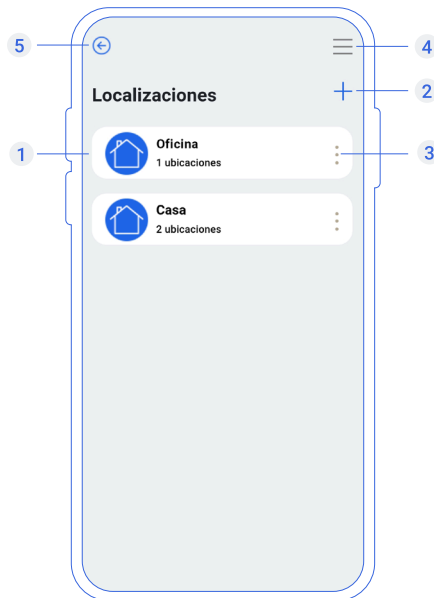 5
4
2
Localizaciones
1
Oficina
1 ubicaciones
3
Casa
2 ubicaciones